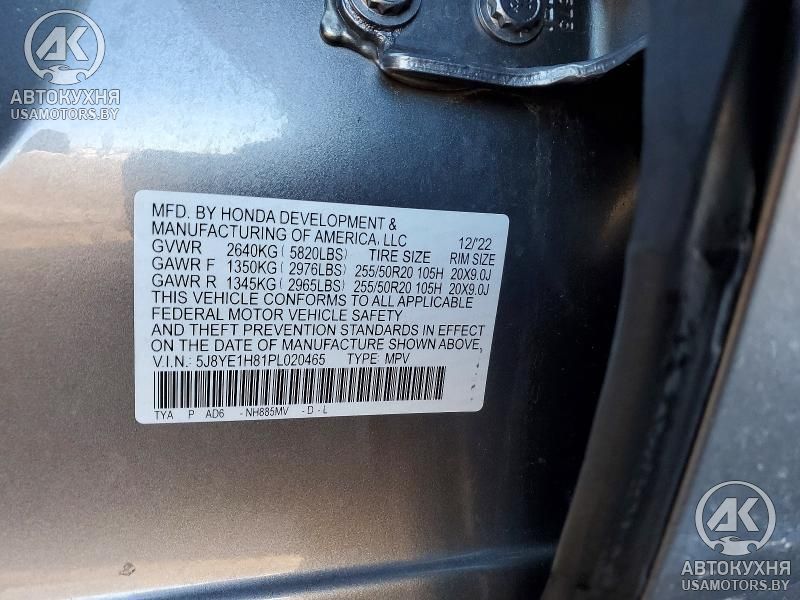 AK
АВТОКУХНЯ
USAMOTORS.BY
MFD. BY HONDA DEVELOPMENT &
MANUFACTURING OF AMERICA, LLC 12/'22
GVWR 2640KG ( 5820LBS) TIRE SIZE RIM SIZE
GAWR F 1350KG ( 2976LBS) 255/50R20 105H 20X9.0J
GAWR R 1345KG ( 2965LBS) 255/50R20 105H 20X9.0J
THIS VEHICLE CONFORMS TO ALL APPLICABLE
FEDERAL MOTOR VEHICLE SAFETY
AND THEFT PREVENTION STANDARDS IN EFFECT
ON THE DATE OF MANUFACTURE SHOWN ABOVE,
V.I.N.: 5J8YE1H81PL020465 TYPE: MPV
TYA P AD6 - NH885MV - D - L
AK
АВТОКУХНЯ
USAMOTORS.BY